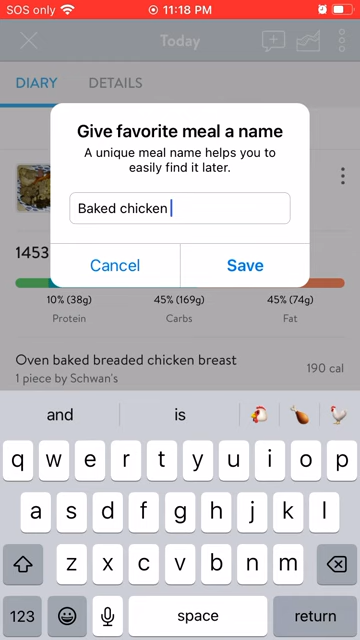 SOS only
11:18 PM
Today
DIARY
DETAILS
Give favorite meal a name
A unique meal name helps you to
easily find it later.
Baked chicken
Cancel
Save
1453
10% (38g)
45% (169g)
45% (74g)
Protein
Carbs
Fat
Oven baked breaded chicken breast
190 cal
1 piece by Schwan's
and
is
q w e r t y u i o p
a s d f g h j k l
z x c v b n m
123
space
return